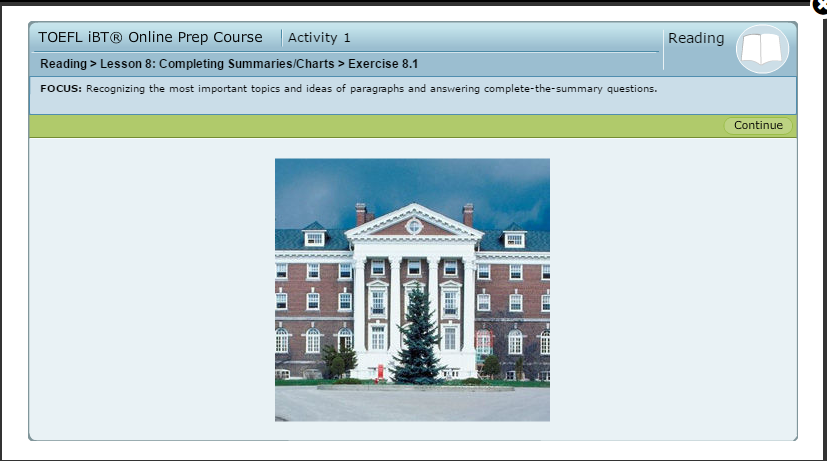 TOEFL iBT® Online Prep Course
Activity 1
Reading
Reading > Lesson 8: Completing Summaries/Charts > Exercise 8.1
FOCUS: Recognizing the most important topics and ideas of paragraphs and answering complete-the-summary questions.
Continue